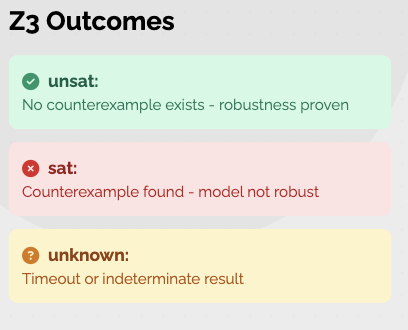 Z3 Outcomes
unsat:
No counterexample exists - robustness proven
sat:
Counterexample found - model not robust
unknown:
Timeout or indeterminate result